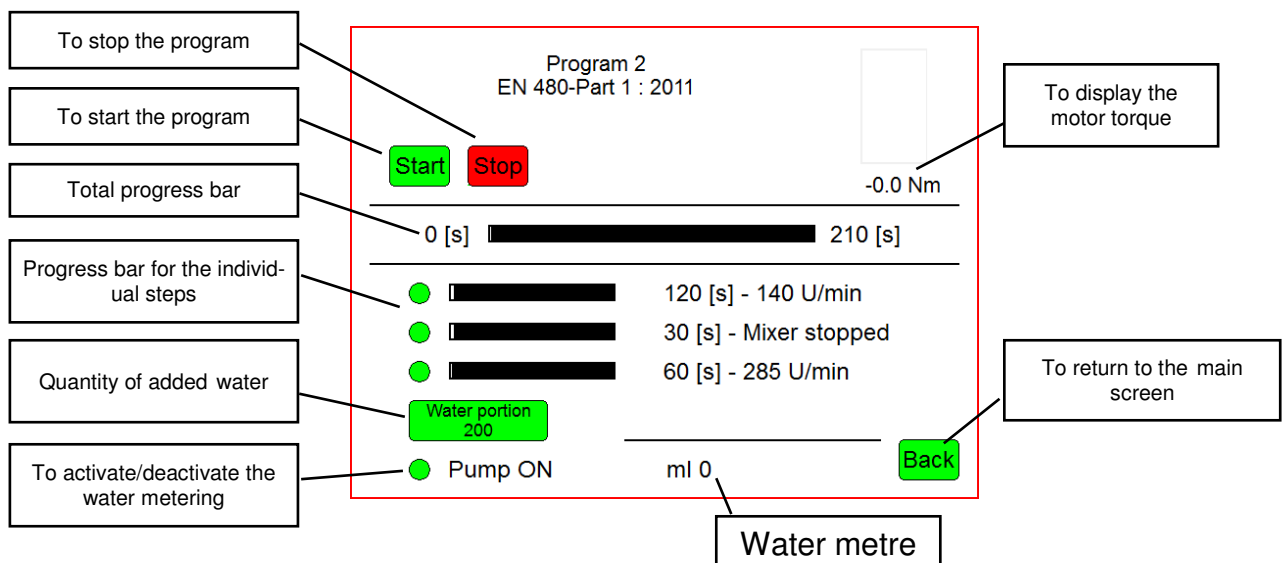 To stop the program
To start the program
Total progress bar
Progress bar for the individ-
ual steps
Quantity of added water
To activate/deactivate the
water metering
Program 2
EN 480-Part 1 : 2011
Start
Stop
-0.0 Nm
0 [s]
210 [s]
120 [s] - 140 U/min
30 [s] - Mixer stopped
60 [s] - 285 U/min
Water portion
200
Pump ON
ml 0
Back
To display the
motor torque
To return to the main
screen
Water metre